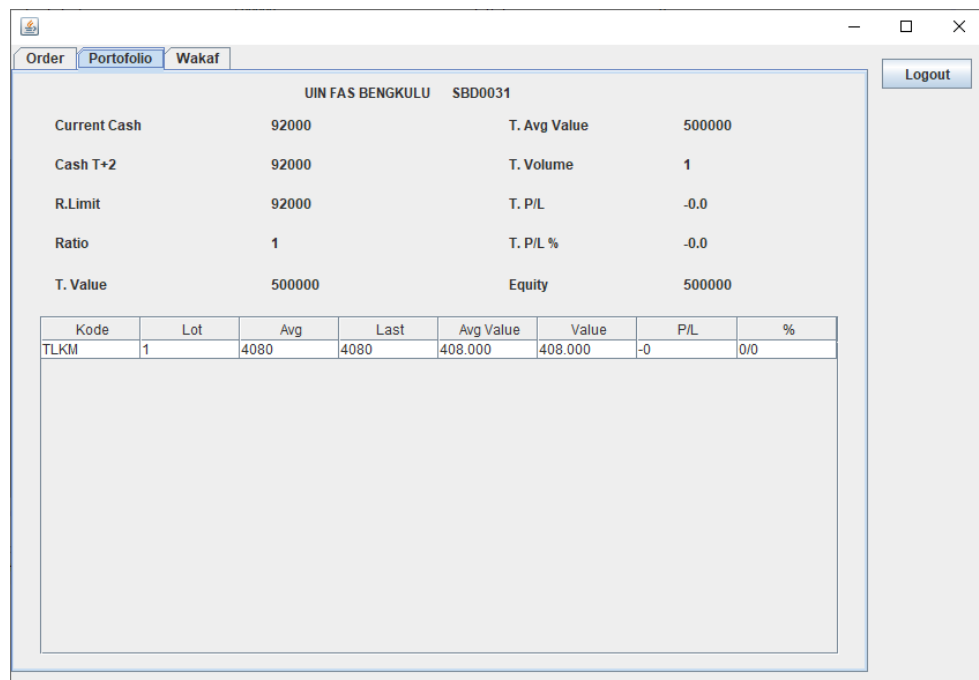 Order Portofolio Wakaf
Logout
UIN FAS BENGKULU SBD0031
Current Cash 92000 T. Avg Value 500000
Cash T+2 92000 T. Volume 1
R.Limit 92000 T. P/L -0.0
Ratio 1 T. P/L % -0.0
T. Value 500000 Equity 500000
Kode Lot Avg Last Avg Value Value P/L %
TLKM 1 4080 4080 408.000 408.000 -0 0/0